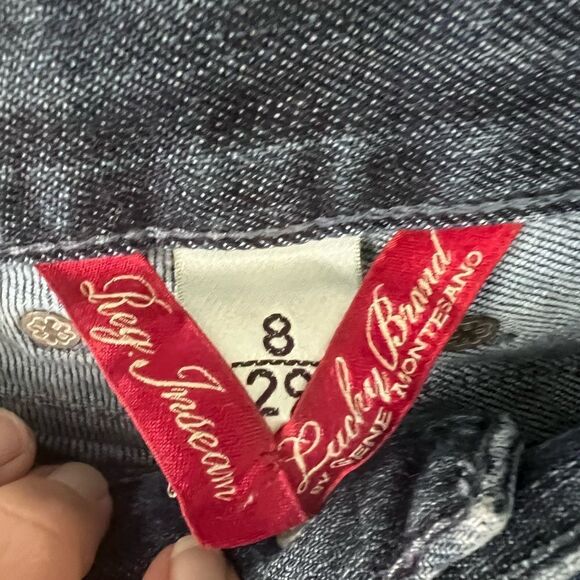 Reg. Inseam
8
29
Lucky Brand
BY GENE MONTESANO